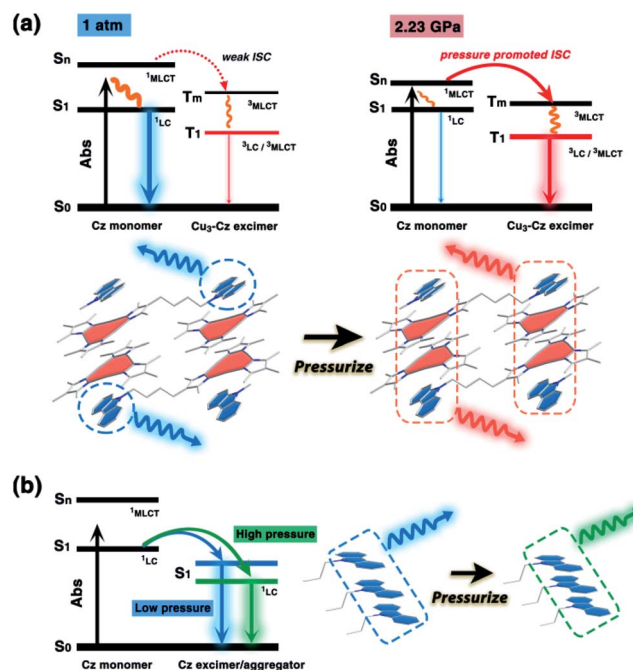 (a)
1 atm
2.23 GPa
Sn
¹MLCT
weak ISC
S1
¹LC
Tm
³MLCT
T1
³LC / ³MLCT
Abs
S0
Cz monomer
Cu₃-Cz excimer
pressure promoted ISC
Sn
¹MLCT
S1
¹LC
Tm
³MLCT
T1
³LC / ³MLCT
Abs
S0
Cz monomer
Cu₃-Cz excimer
Pressurize
(b)
Sn
¹MLCT
High pressure
S1
¹LC
S1
¹LC
Abs
Low pressure
S0
Cz monomer
Cz excimer/aggregator
Pressurize